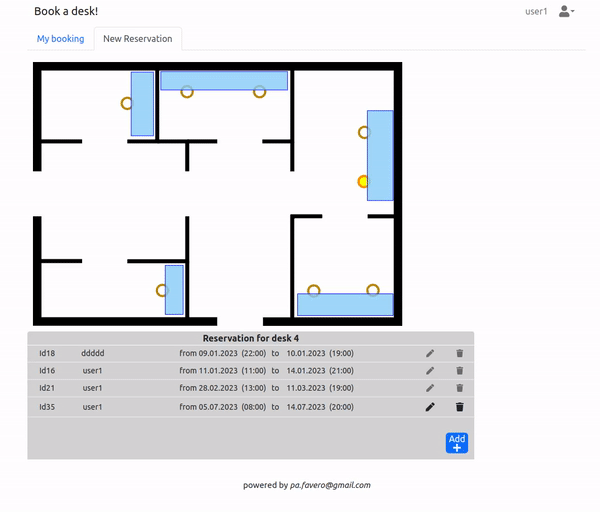 Book a desk!
user1
My booking
New Reservation
Reservation for desk 4
Id18 ddddd from 09.01.2023 (22:00) to 10.01.2023 (19:00)
Id16 user1 from 11.01.2023 (11:00) to 14.01.2023 (21:00)
Id21 user1 from 28.02.2023 (13:00) to 11.03.2023 (19:00)
Id35 user1 from 05.07.2023 (08:00) to 14.07.2023 (20:00)
Add
powered by pa.favero@gmail.com